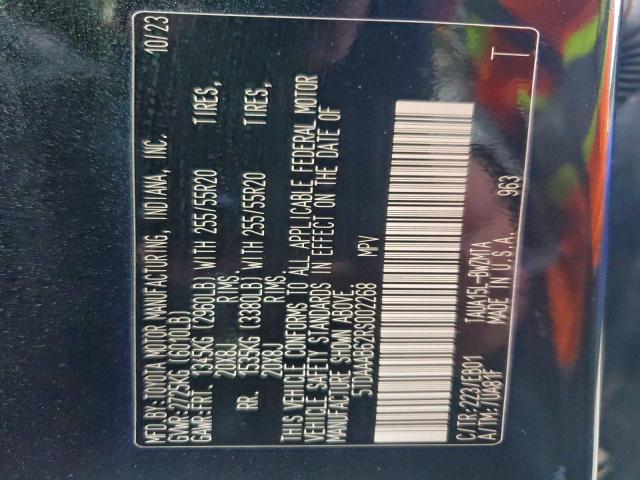 MFD.BY:TOYOTA MOTOR MANUFACTURING, INDIANA, INC. 10/23
GVWR:2725KG(6010LB)
GAWR:FRT 1345KG (2960LB) WITH 255/55R20 TIRES,
20X8J RIMS.
RR. 1535KG (3380LB) WITH 255/55R20 TIRES,
20X8J RIMS.
THIS VEHICLE CONFORMS TO ALL APPLICABLE FEDERAL MOTOR
VEHICLE SAFETY STANDARDS IN EFFECT ON THE DATE OF
MANUFACTURE SHOWN ABOVE.
5TDAAAB62RS002268 MPV
C/TR:223/EB01 TAUA15L-BWZMTA 963 T
A/TM:/UA81F MADE IN U.S.A.